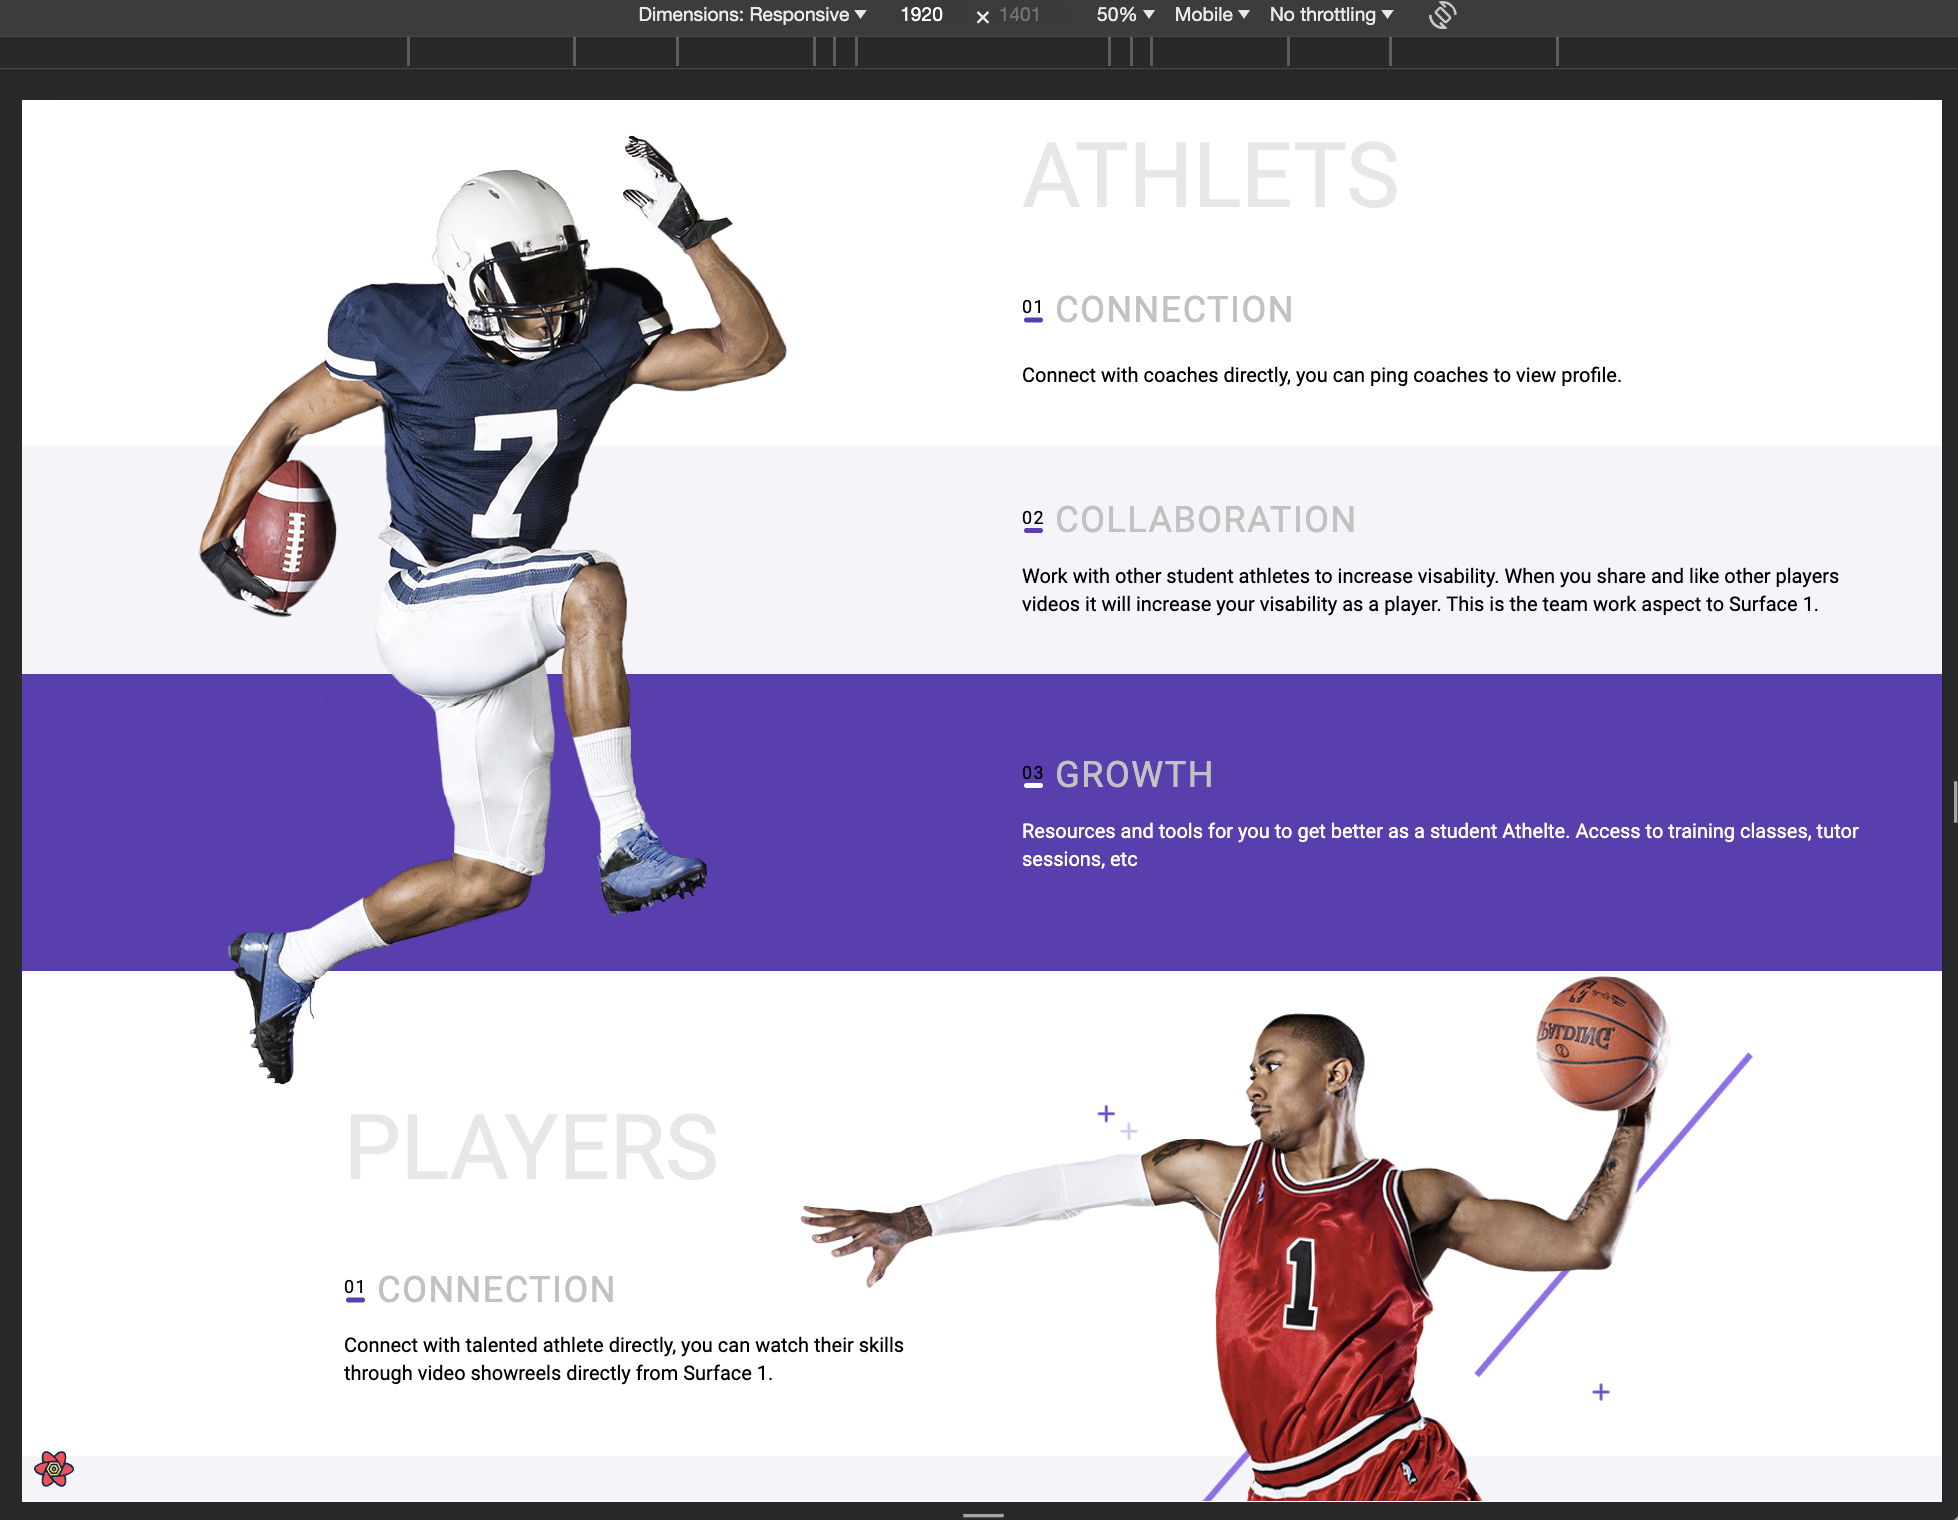 Dimensions: Responsive ▼ 1920 × 1401 50% ▼ Mobile ▼ No throttling ▼
ATHLETS
01 CONNECTION
Connect with coaches directly, you can ping coaches to view profile.
7
02 COLLABORATION
Work with other student athletes to increase visability. When you share and like other players
videos it will increase your visability as a player. This is the team work aspect to Surface 1.
03 GROWTH
Resources and tools for you to get better as a student Athelte. Access to training classes, tutor
sessions, etc
SPALDING
PLAYERS
1
01 CONNECTION
Connect with talented athlete directly, you can watch their skills
through video showreels directly from Surface 1.